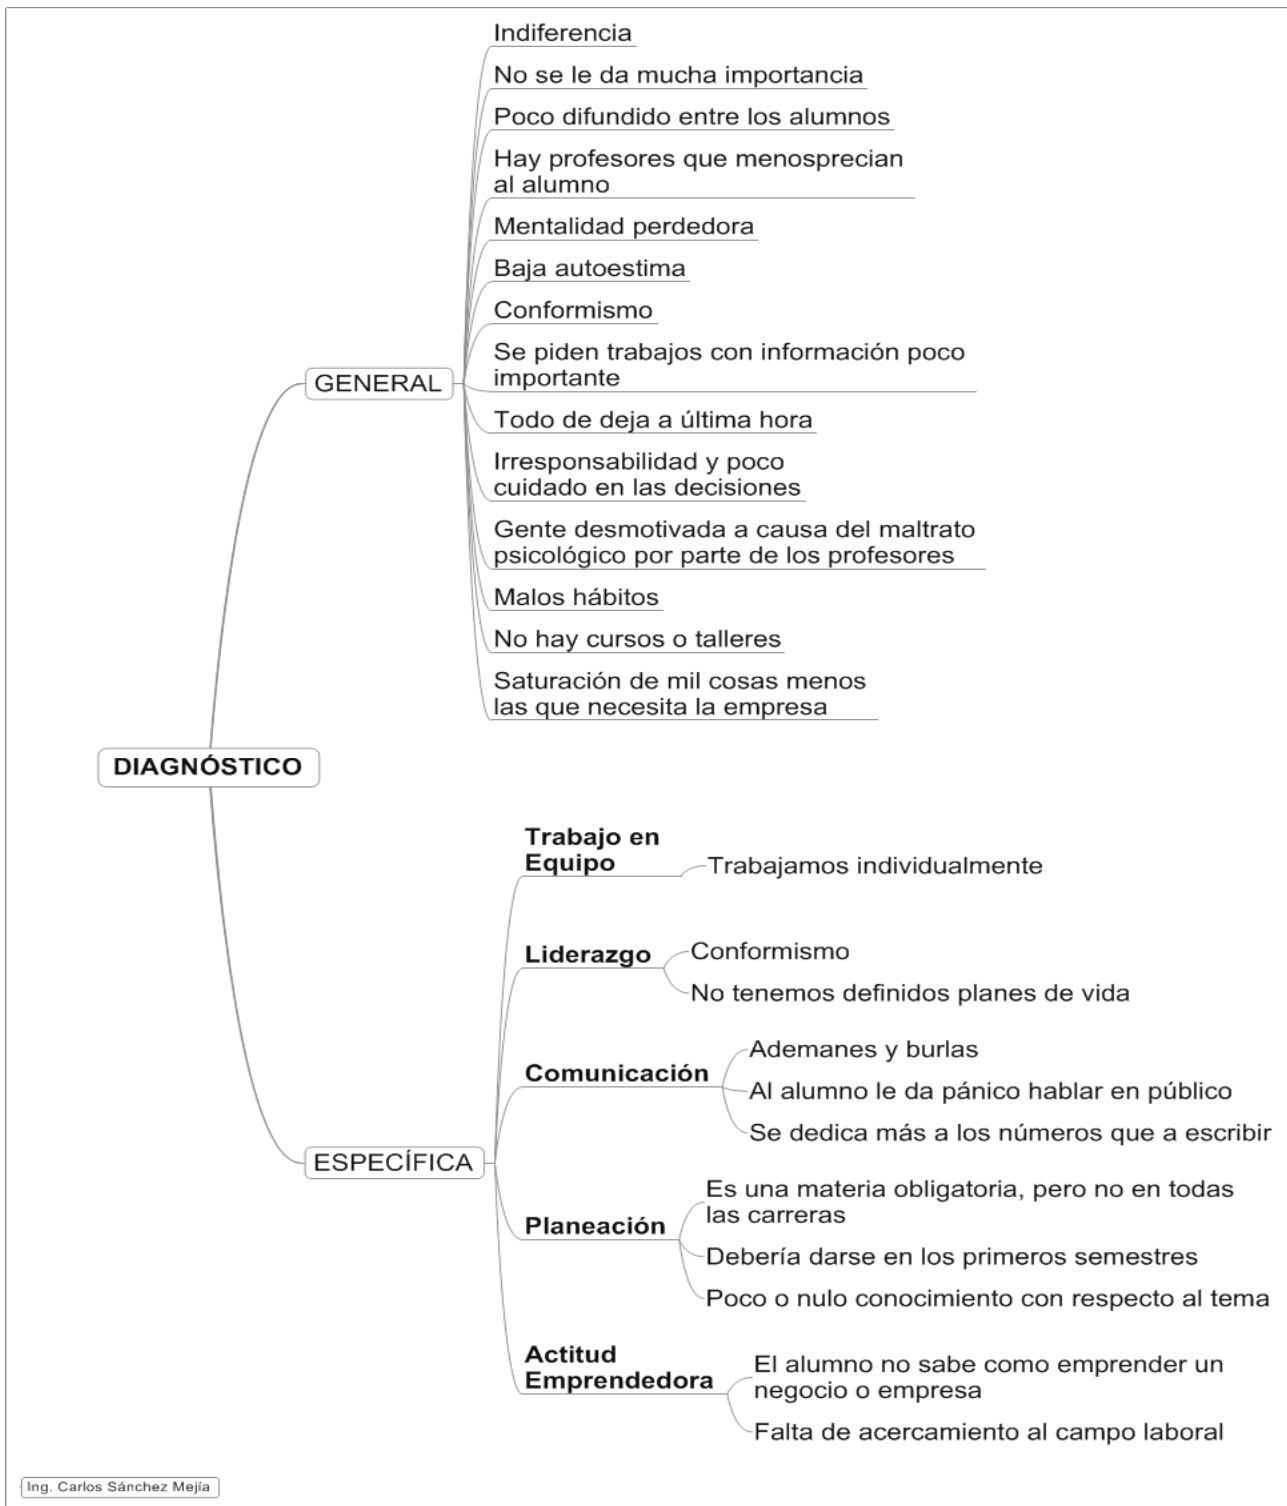 Indiferencia
No se le da mucha importancia
Poco difundido entre los alumnos
Hay profesores que menosprecian
al alumno
Mentalidad perdedora
Baja autoestima
Conformismo
Se piden trabajos con información poco
importante
Todo de deja a última hora
Irresponsabilidad y poco
cuidado en las decisiones
Gente desmotivada a causa del maltrato
psicológico por parte de los profesores
Malos hábitos
No hay cursos o talleres
Saturación de mil cosas menos
las que necesita la empresa
GENERAL
DIAGNÓSTICO
ESPECÍFICA
Trabajo en
Equipo
Trabajamos individualmente
Liderazgo
Conformismo
No tenemos definidos planes de vida
Comunicación
Ademanes y burlas
Al alumno le da pánico hablar en público
Se dedica más a los números que a escribir
Planeación
Es una materia obligatoria, pero no en todas
las carreras
Debería darse en los primeros semestres
Poco o nulo conocimiento con respecto al tema
Actitud
Emprendedora
El alumno no sabe como emprender un
negocio o empresa
Falta de acercamiento al campo laboral
Ing. Carlos Sánchez Mejía